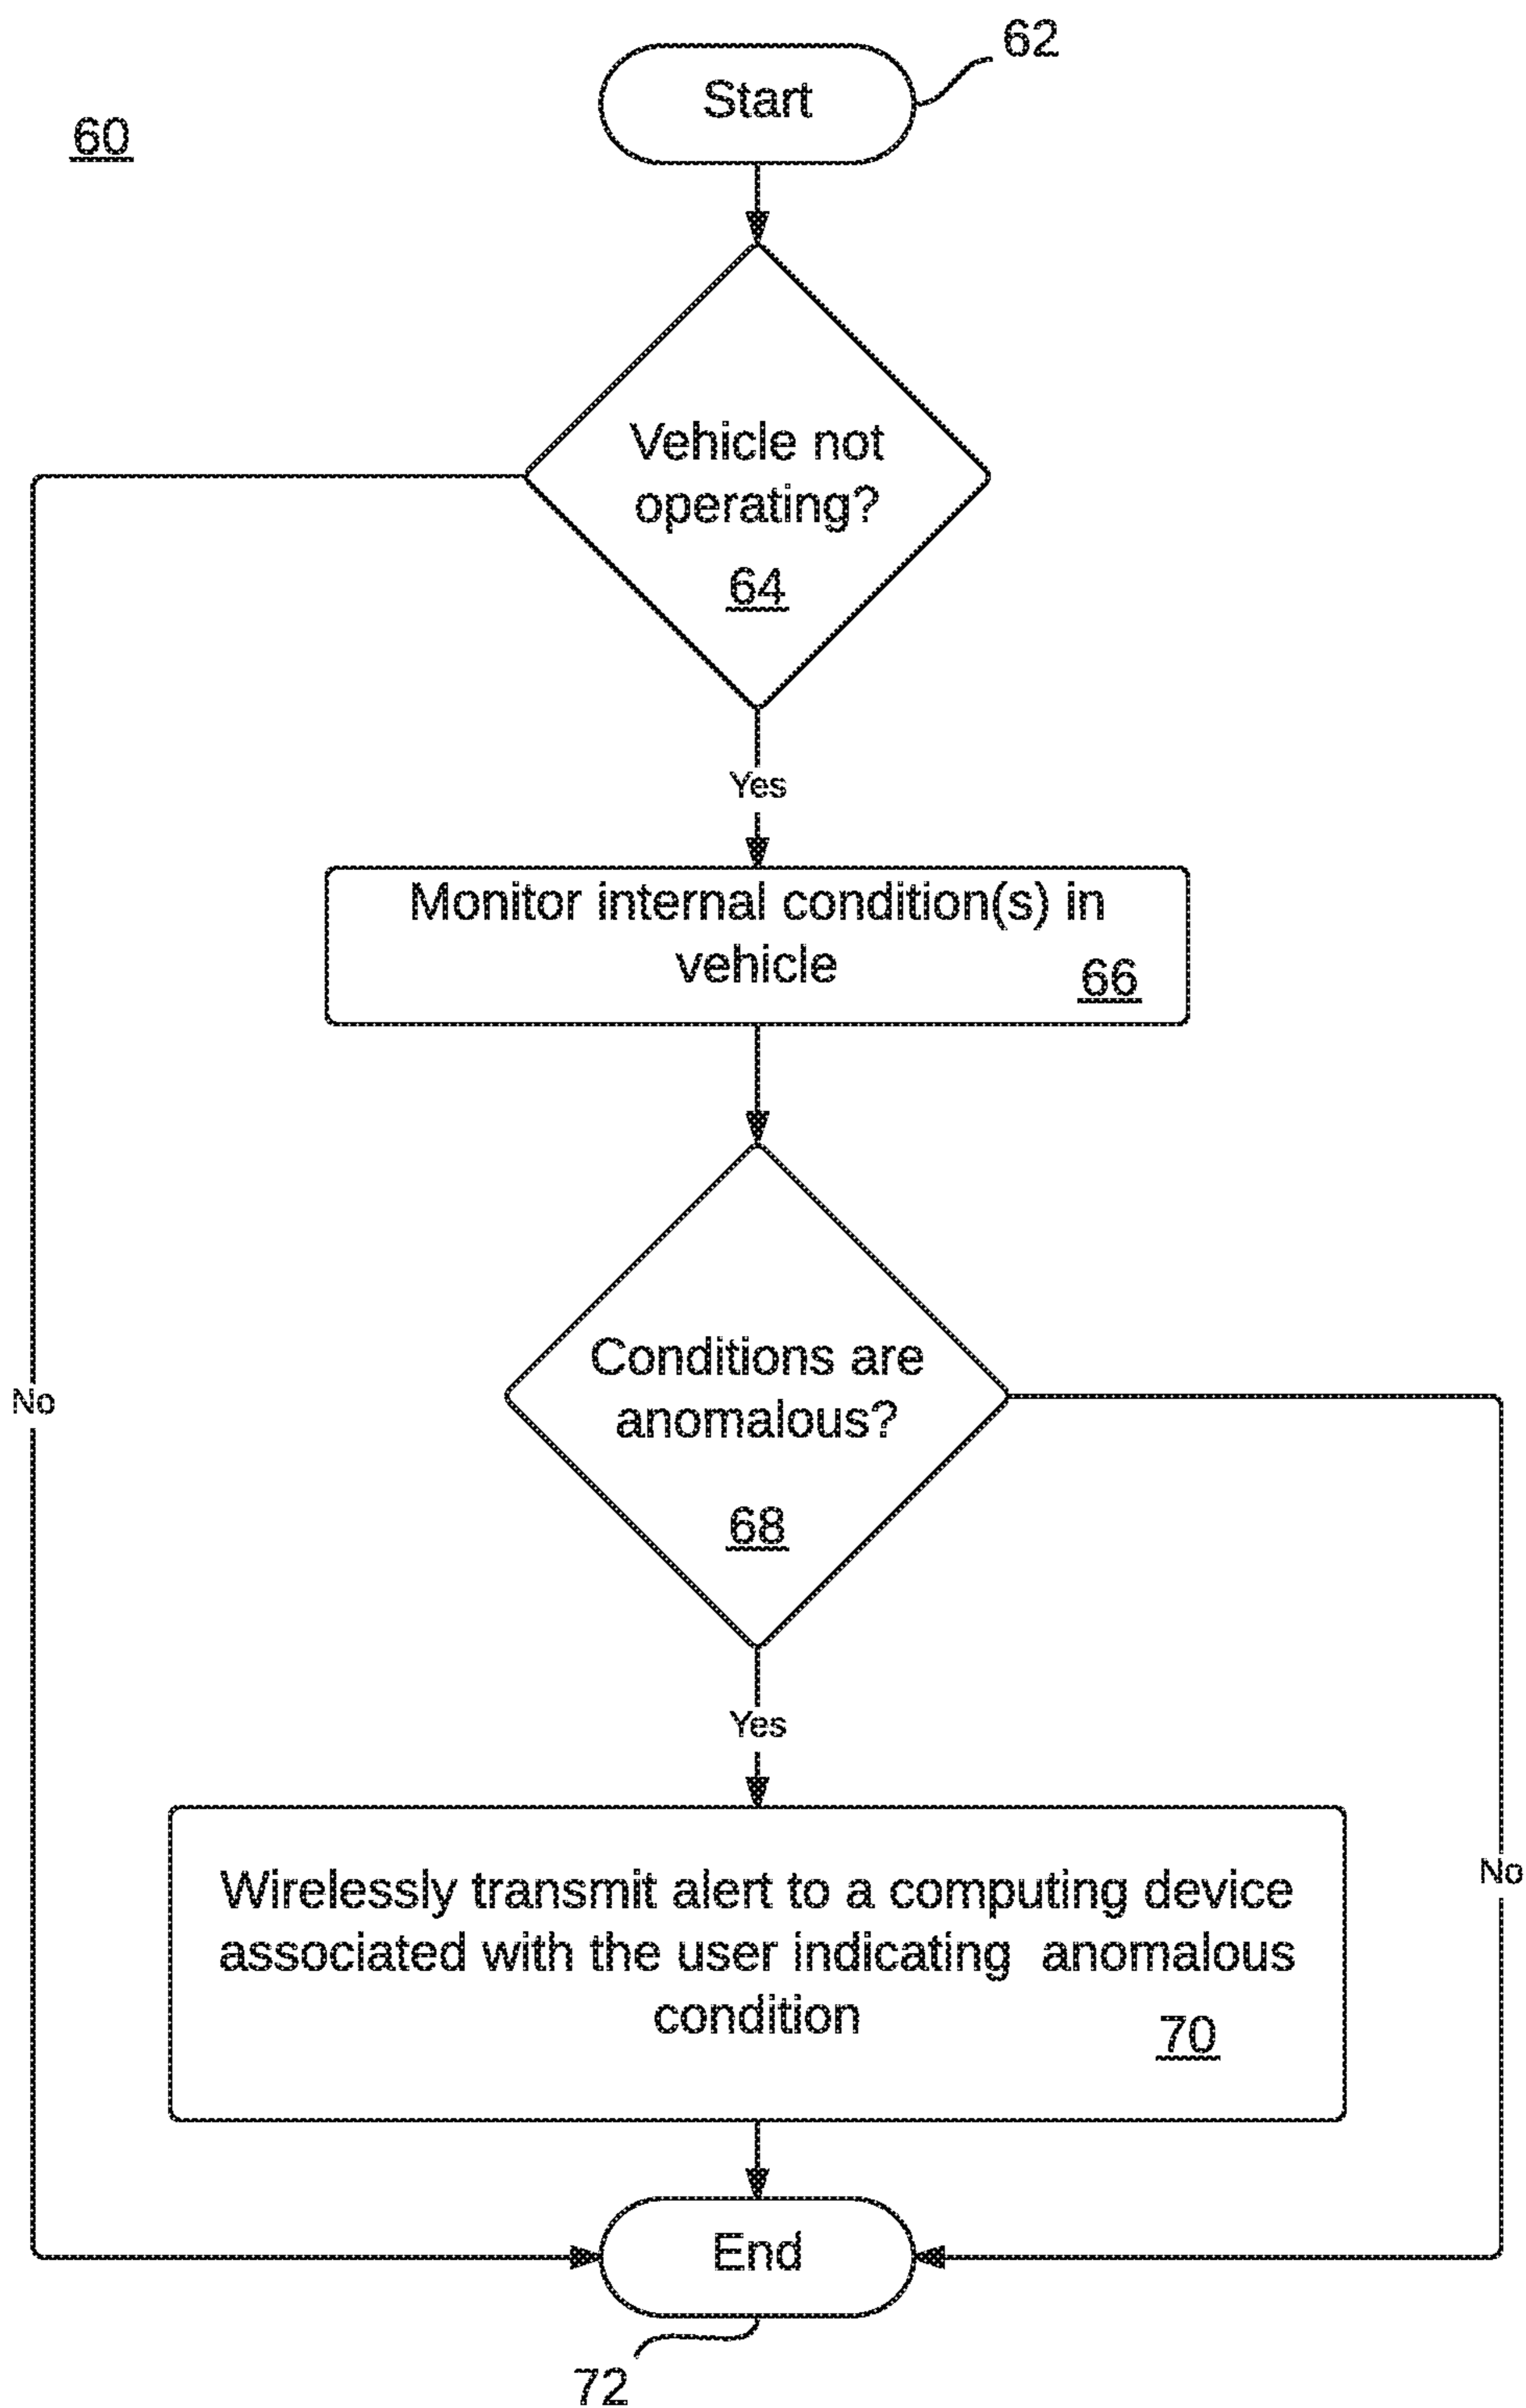 62
Start
60
Vehicle not
operating?
64
Yes
Monitor internal condition(s) in
vehicle
66
Conditions are
anomalous?
No
68
Yes
No
Wirelessly transmit alert to a computing device
associated with the user indicating  anomalous
condition
70
End
72